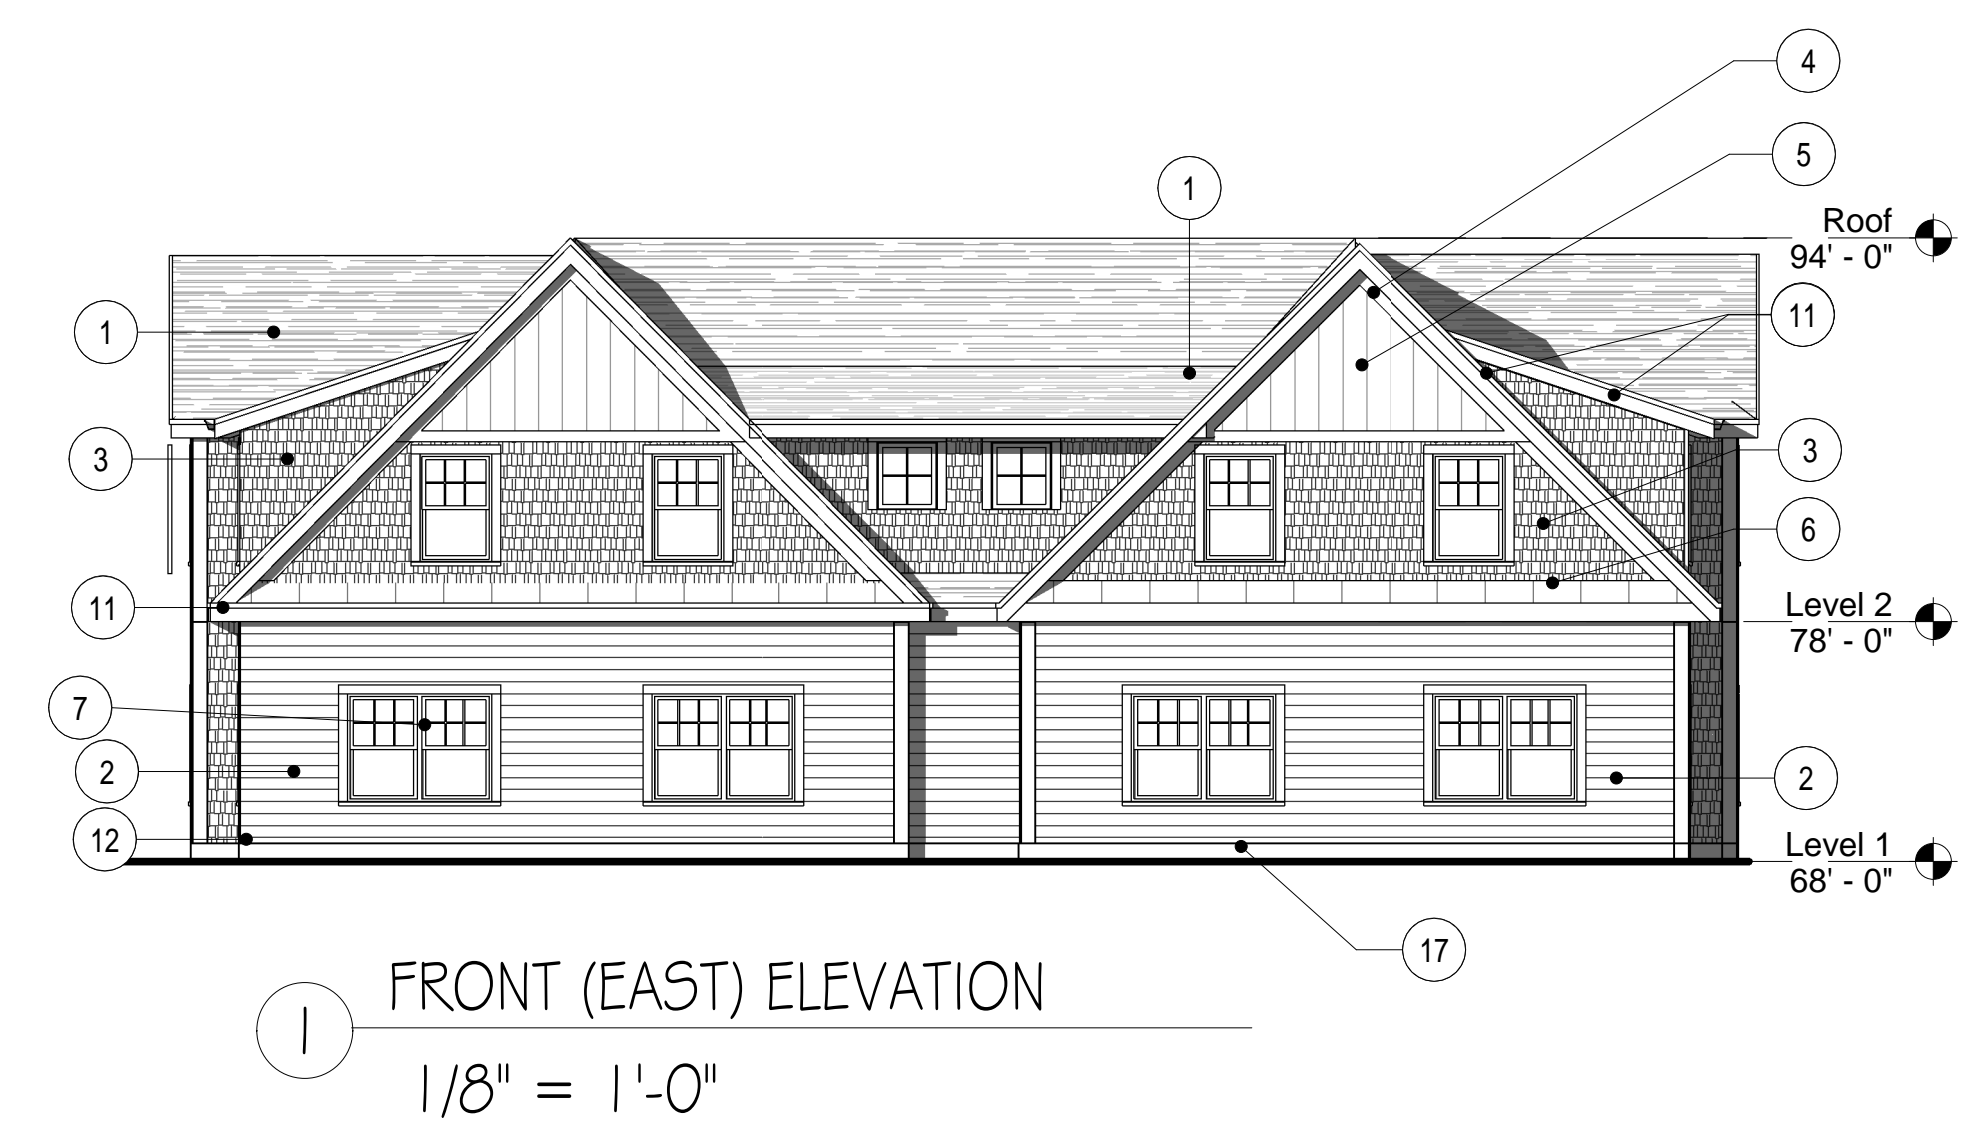 4
5
1
Roof
94' - 0"
11
1
3
3
6
11
Level 2
78' - 0"
7
2
2
12
Level 1
68' - 0"
17
1
FRONT (EAST) ELEVATION
1/8" = 1'-0"